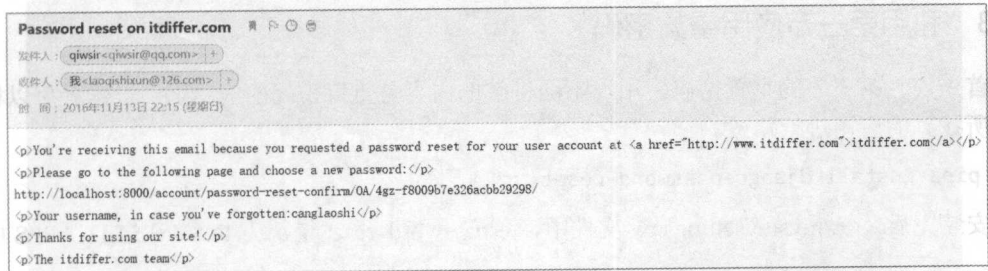 Password reset on itdiffer.com
发件人：qiwsir<qiwsir@qq.com>
收件人：我<laoqishixun@126.com>
时 间：2016年11月13日 22:15 (星期日)
<p>You're receiving this email because you requested a password reset for your user account at <a href="http://www.itdiffer.com">itdiffer.com</a></p>
<p>Please go to the following page and choose a new password:</p>
http://localhost:8000/account/password-reset-confirm/OA/4gz-f8009b7e326acbb29298/
<p>Your username, in case you've forgotten:canglaoshi</p>
<p>Thanks for using our site!</p>
<p>The itdiffer.com team</p>